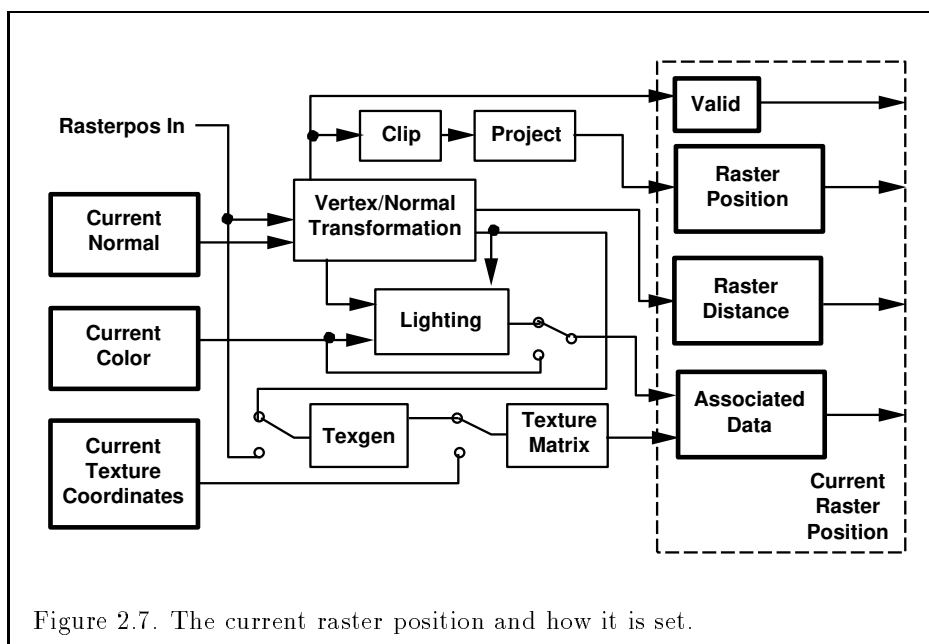 Rasterpos In
Current
Normal
Current
Color
Current
Texture
Coordinates
Clip
Project
Vertex/Normal
Transformation
Lighting
Texgen
Texture
Matrix
Valid
Raster
Position
Raster
Distance
Associated
Data
Current
Raster
Position
Figure 2.7. The current raster position and how it is set.